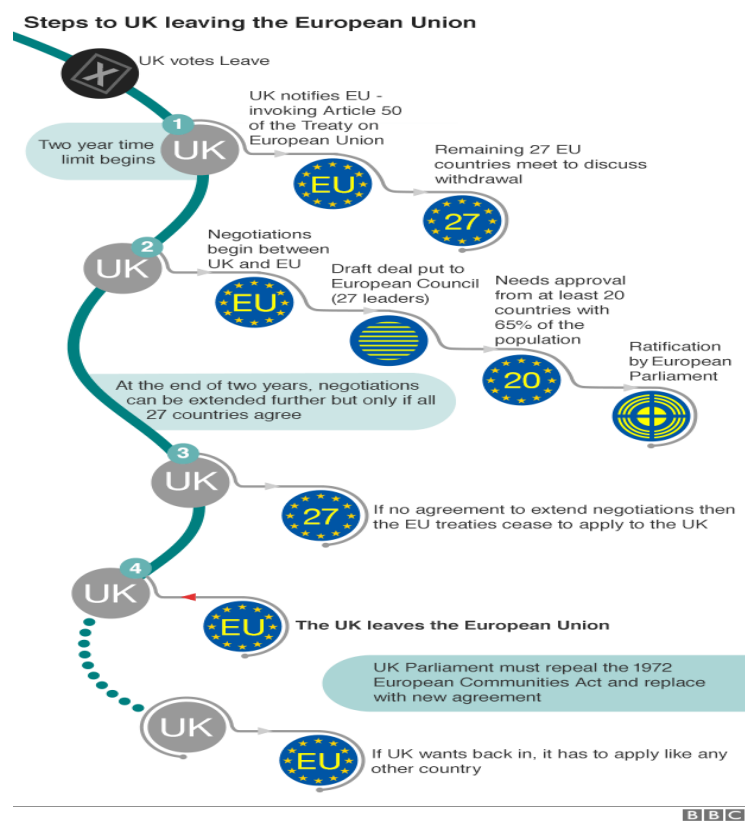 Steps to UK leaving the European Union
UK votes Leave
1
UK
Two year time
limit begins
UK notifies EU -
invoking Article 50
of the Treaty on
European Union
EU
Remaining 27 EU
countries meet to discuss
withdrawal
27
2
UK
Negotiations
begin between
UK and EU
EU
Draft deal put to
European Council
(27 leaders)
Needs approval
from at least 20
countries with
65% of the
population
20
Ratification
by European
Parliament
At the end of two years, negotiations
can be extended further but only if all
27 countries agree
3
UK
27
If no agreement to extend negotiations then
the EU treaties cease to apply to the UK
4
UK
EU
The UK leaves the European Union
UK Parliament must repeal the 1972
European Communities Act and replace
with new agreement
UK
EU
If UK wants back in, it has to apply like any
other country
BBC